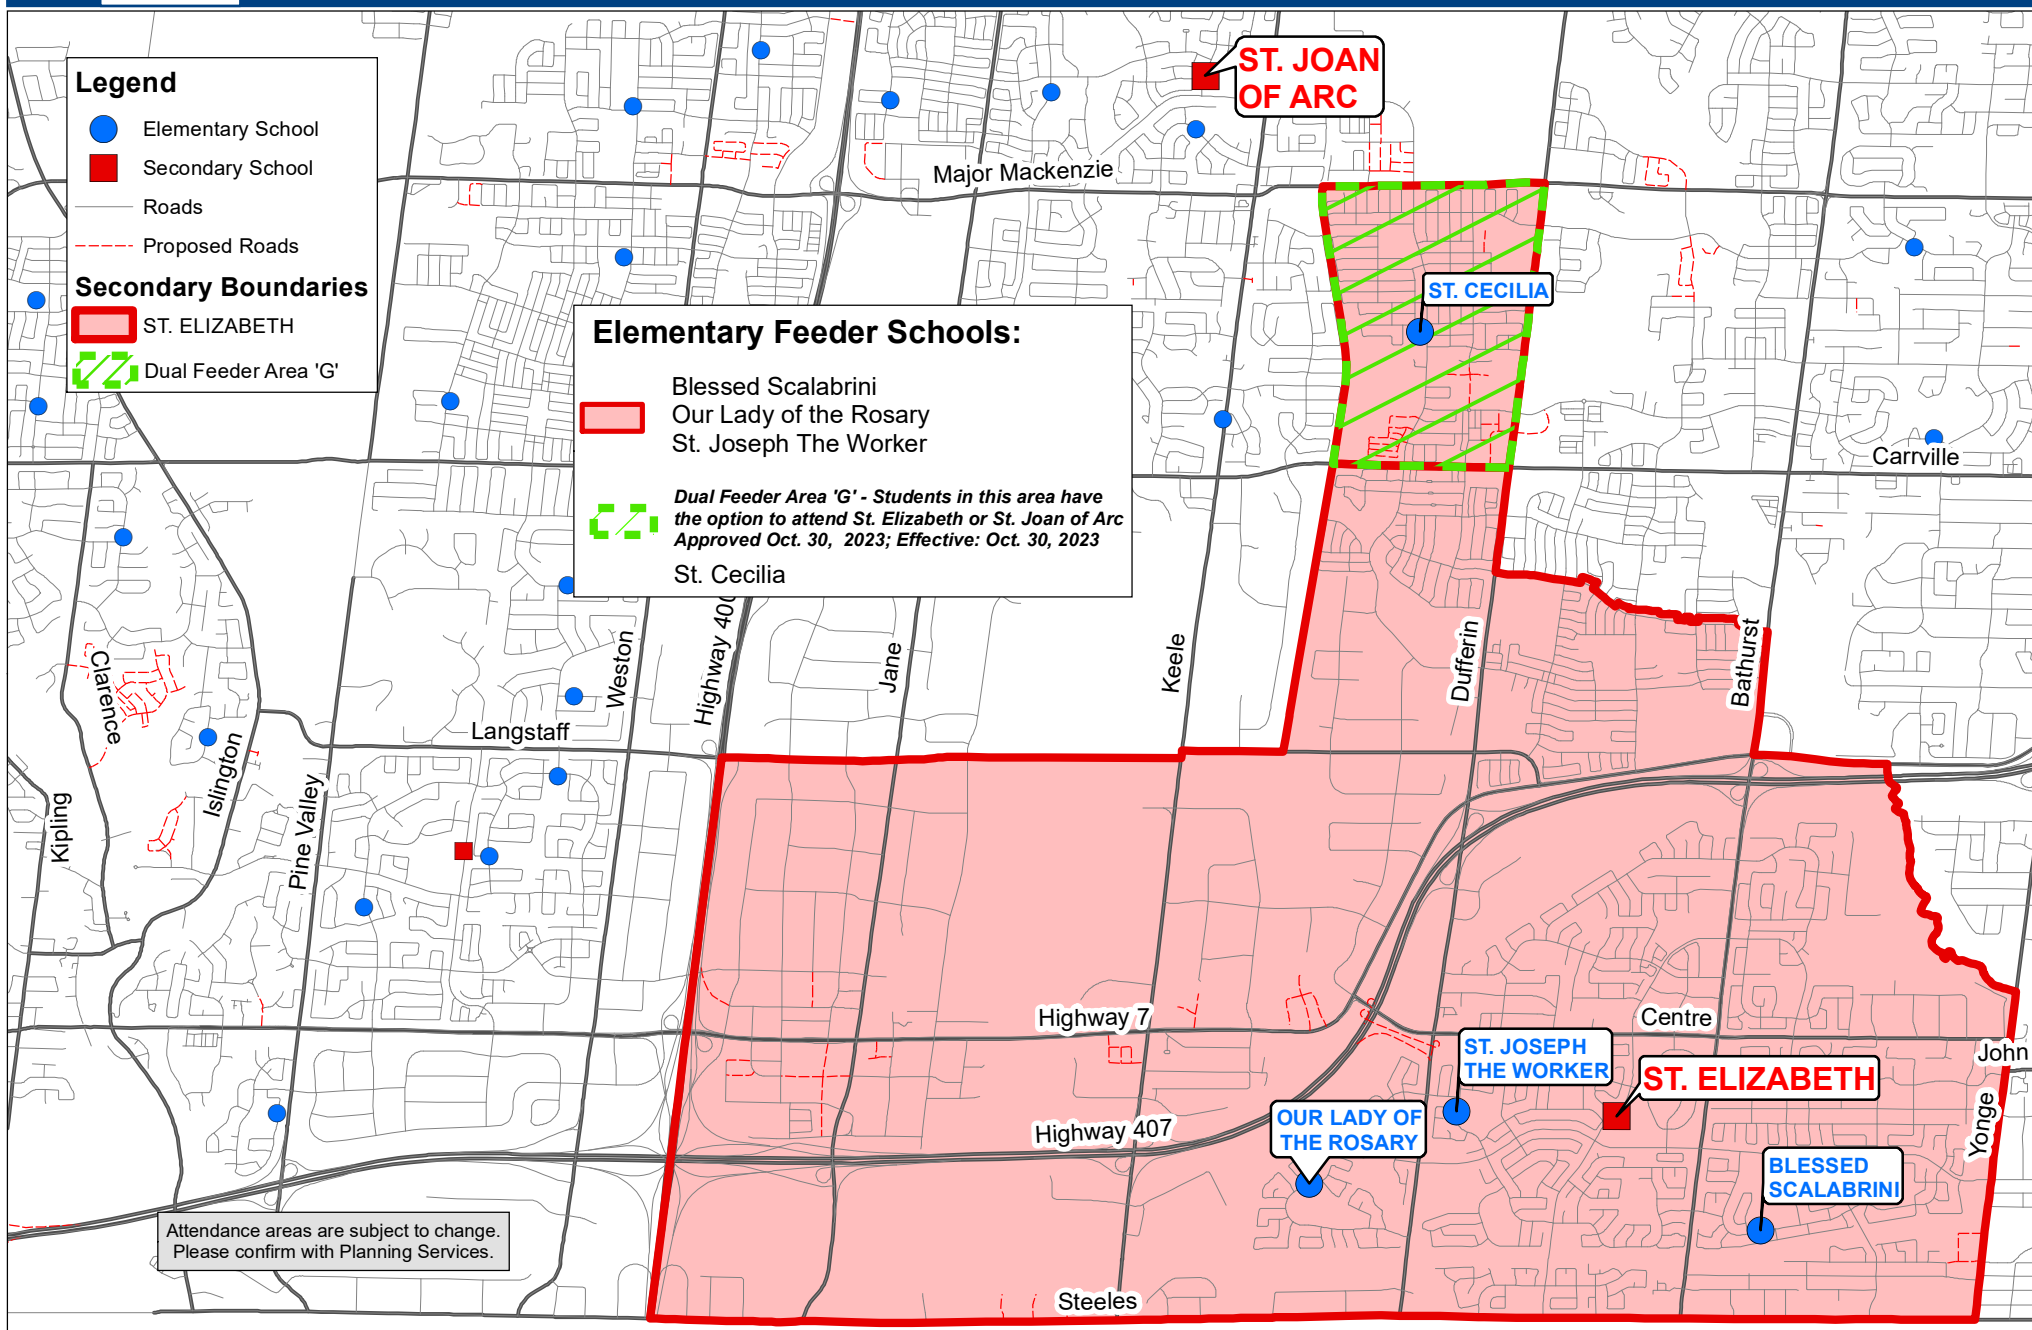 Legend
Elementary School
Secondary School
Roads
Proposed Roads
Secondary Boundaries
ST. ELIZABETH
Dual Feeder Area 'G'
ST. JOAN
OF ARC
Major Mackenzie
ST. CECILIA
Elementary Feeder Schools:
Blessed Scalabrini
Our Lady of the Rosary
St. Joseph The Worker
Dual Feeder Area 'G' - Students in this area have
the option to attend St. Elizabeth or St. Joan of Arc
Approved Oct. 30, 2023; Effective: Oct. 30, 2023
St. Cecilia
Carrville
Clarence
Islington
Kipling
Pine Valley
Langstaff
Weston
Highway 400
Jane
Keele
Dufferin
Bathurst
Highway 7
Centre
John
ST. JOSEPH
THE WORKER
ST. ELIZABETH
OUR LADY OF
THE ROSARY
Highway 407
Yonge
BLESSED
SCALABRINI
Attendance areas are subject to change.
Please confirm with Planning Services.
Steeles